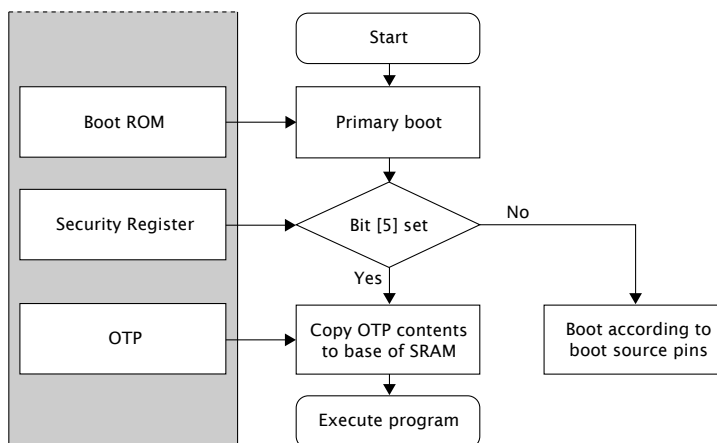 Start
Boot ROM
Primary boot
Security Register
Bit [5] set
No
Yes
OTP
Copy OTP contents
to base of SRAM
Boot according to
boot source pins
Execute program